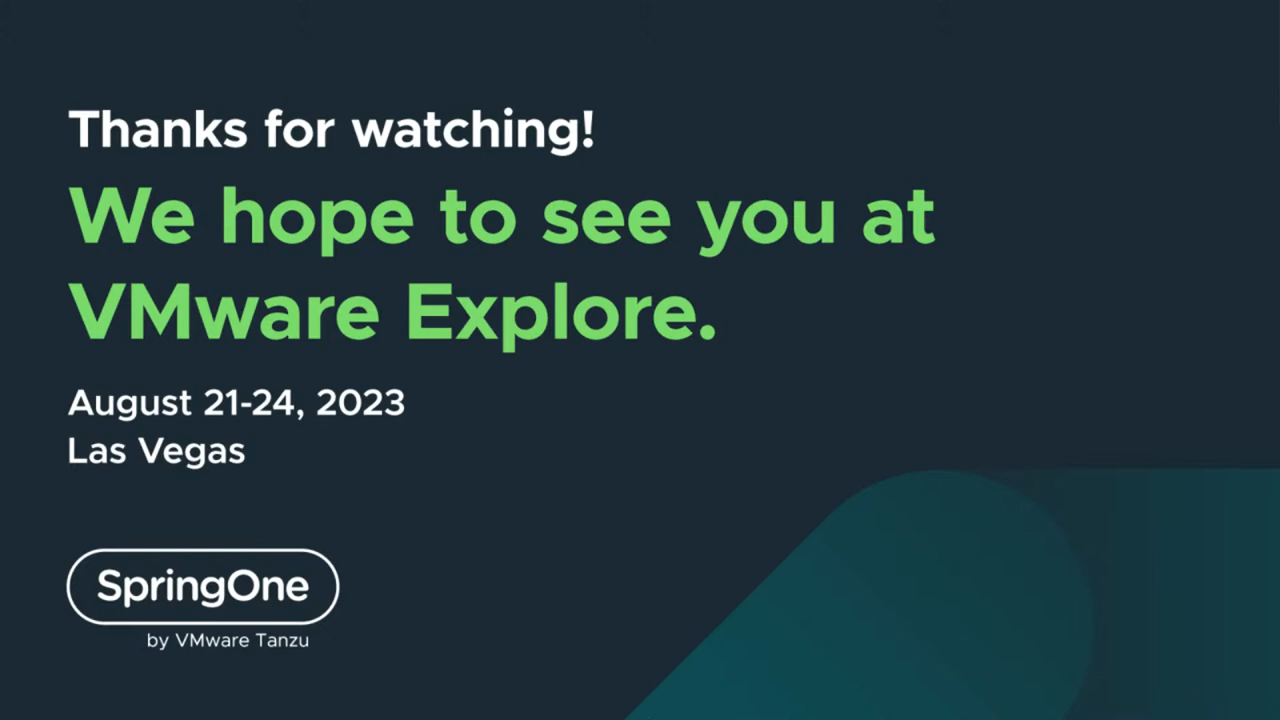 Thanks for watching!
We hope to see you at
VMware Explore.
August 21-24, 2023
Las Vegas
SpringOne
by VMware Tanzu